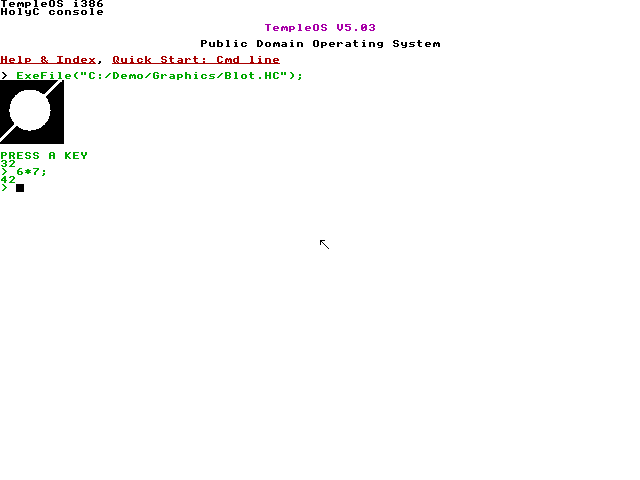 TempleOS i386
HolyC console
TempleOS V5.03
Public Domain Operating System
Help & Index, Quick Start: Cmd line
> ExeFile("C:/Demo/Graphics/Blot.HC");
PRESS A KEY
32
> 6*7;
42
>